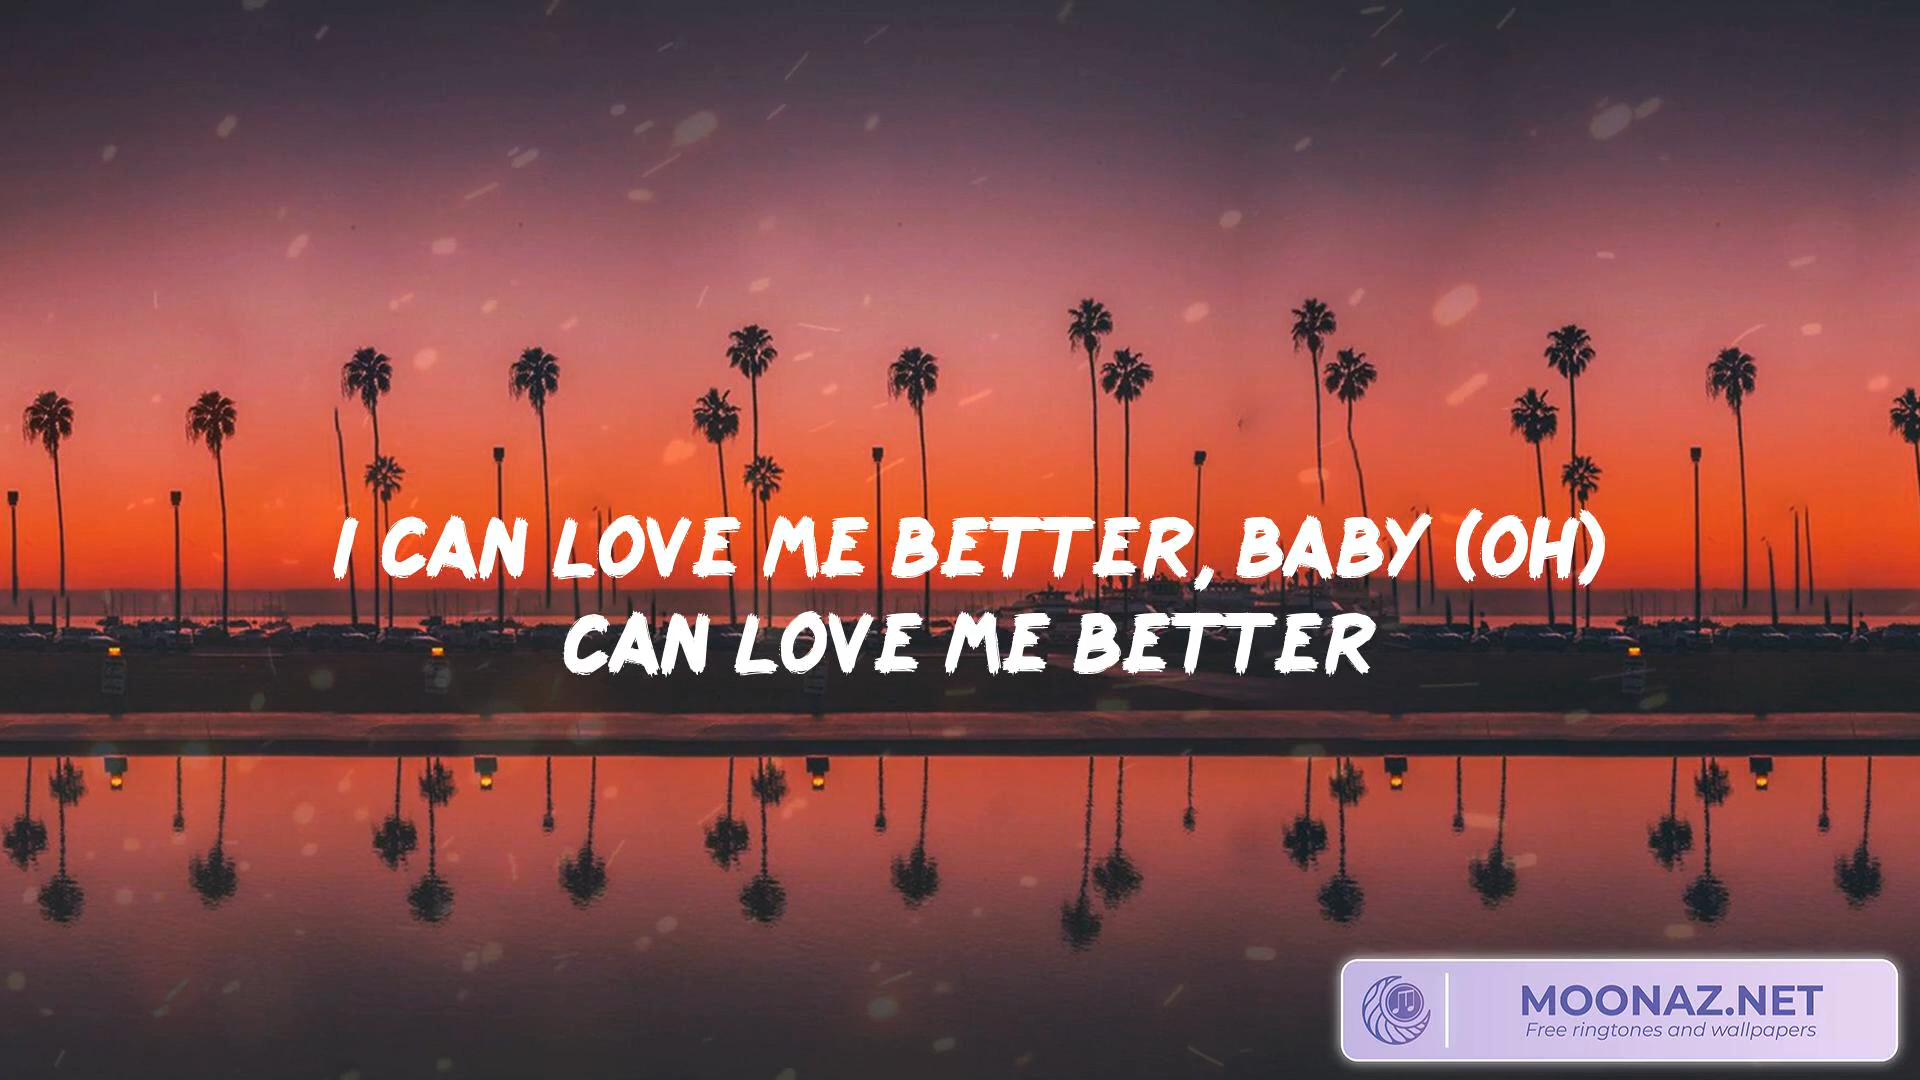 I CAN LOVE ME BETTER, BABY (OH)
CAN LOVE ME BETTER
MOONAZ.NET
Free ringtones and wallpapers